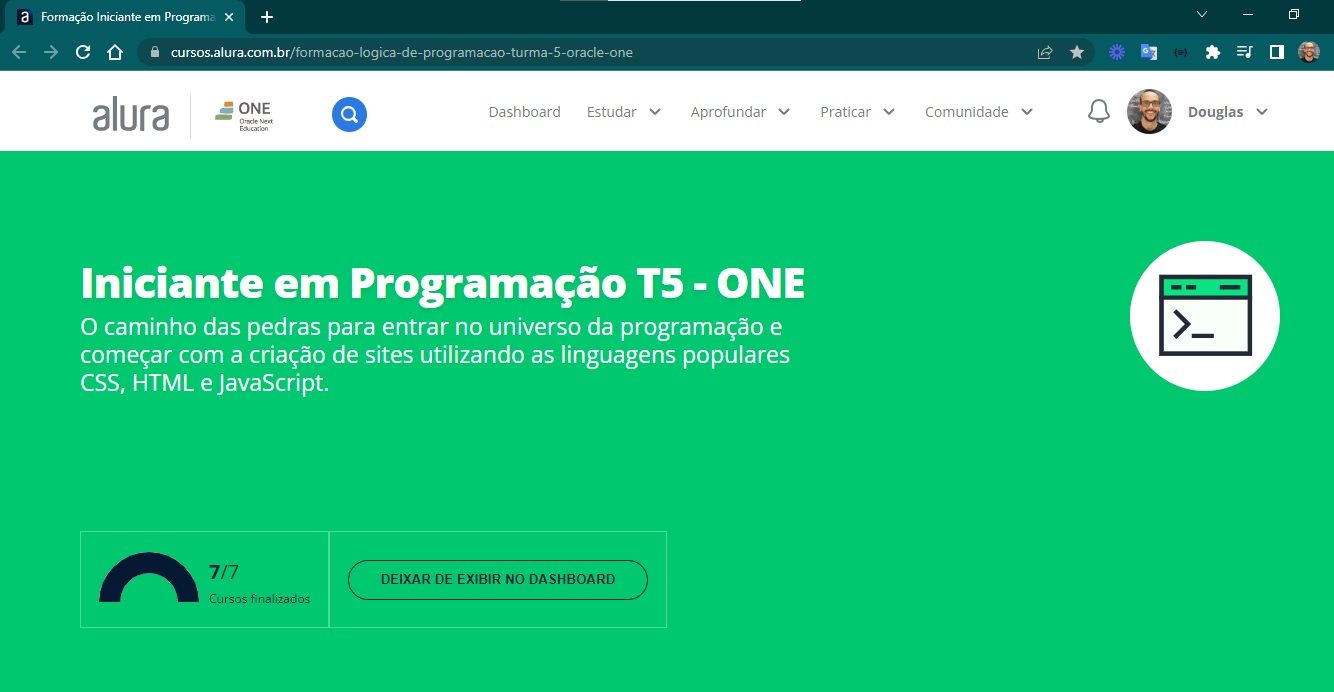 Formação Iniciante em Programa
cursos.alura.com.br/formacao-logica-de-programacao-turma-5-oracle-one
alura
ONE
Oracle Next
Education
Dashboard
Estudar
Aprofundar
Praticar
Comunidade
Douglas
Iniciante em Programação T5 - ONE
O caminho das pedras para entrar no universo da programação e
começar com a criação de sites utilizando as linguagens populares
CSS, HTML e JavaScript.
7/7
Cursos finalizados
DEIXAR DE EXIBIR NO DASHBOARD